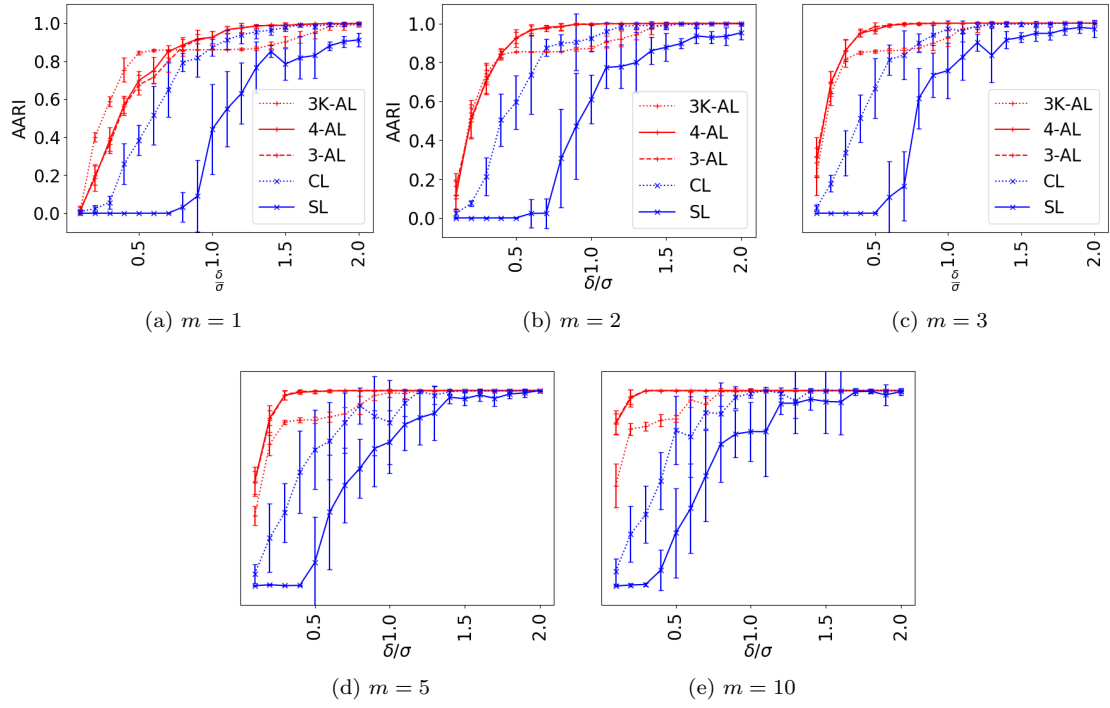 1.0
0.8
0.6
0.4
0.2
0.0
AARI
3K-AL
4-AL
3-AL
CL
SL
0.5
1.0
1.5
2.0
δ/σ
(a) m = 1
1.0
0.8
0.6
0.4
0.2
0.0
AARI
3K-AL
4-AL
3-AL
CL
SL
0.5
1.0
1.5
2.0
δ/σ
(b) m = 2
3K-AL
4-AL
3-AL
CL
SL
0.5
1.0
1.5
2.0
δ/σ
(c) m = 3
0.5
1.0
1.5
2.0
δ/σ
(d) m = 5
0.5
1.0
1.5
2.0
δ/σ
(e) m = 10